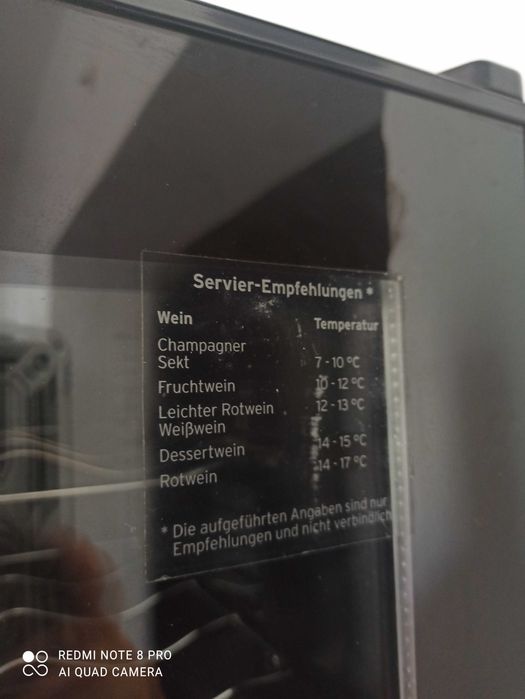 Servier-Empfehlungen *
Wein Temperatur
Champagner
Sekt 7 - 10 °C
Fruchtwein 10 - 12 °C
Leichter Rotwein 12 - 13 °C
Weißwein
Dessertwein 14 - 15 °C
Rotwein 14 - 17 °C
* Die aufgeführten Angaben sind nur
Empfehlungen und nicht verbindlich
REDMI NOTE 8 PRO
AI QUAD CAMERA